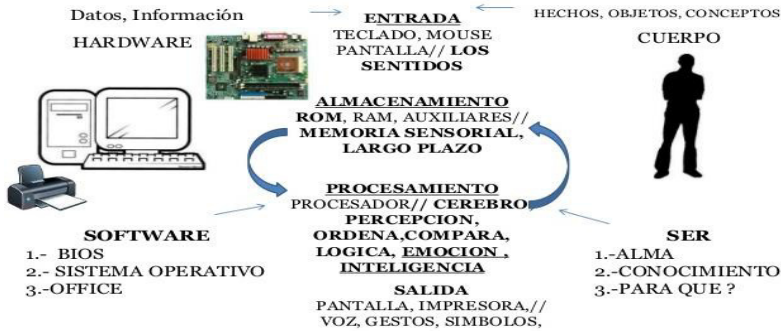 Datos, Información
HARDWARE
ENTRADA
TECLADO, MOUSE
PANTALLA// LOS
SENTIDOS
HECHOS, OBJETOS, CONCEPTOS
CUERPO
ALMACENAMIENTO
ROM, RAM, AUXILIARES//
MEMORIA SENSORIAL,
LARGO PLAZO
PROCESAMIENTO
PROCESADOR// CEREBRO
PERCEPCION,
ORDENA,COMPARA,
LOGICA, EMOCION ,
INTELIGENCIA
SOFTWARE
1.- BIOS
2.- SISTEMA OPERATIVO
3.-OFFICE
SER
1.-ALMA
2.-CONOCIMIENTO
3.-PARA QUE ?
SALIDA
PANTALLA, IMPRESORA,//
VOZ, GESTOS, SIMBOLOS,